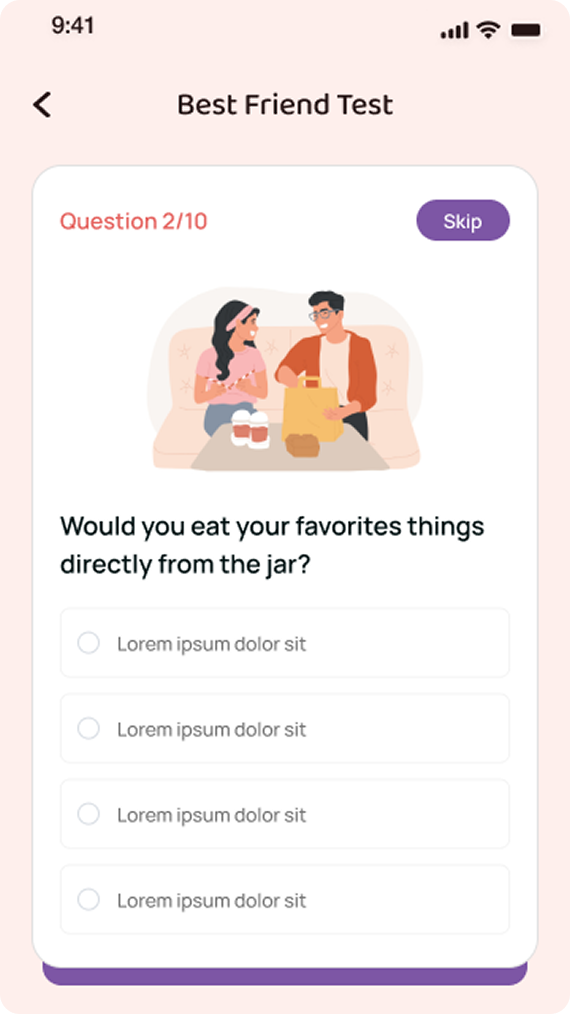 9:41
Best Friend Test
Question 2/10
Skip
Would you eat your favorites things
directly from the jar?
Lorem ipsum dolor sit
Lorem ipsum dolor sit
Lorem ipsum dolor sit
Lorem ipsum dolor sit